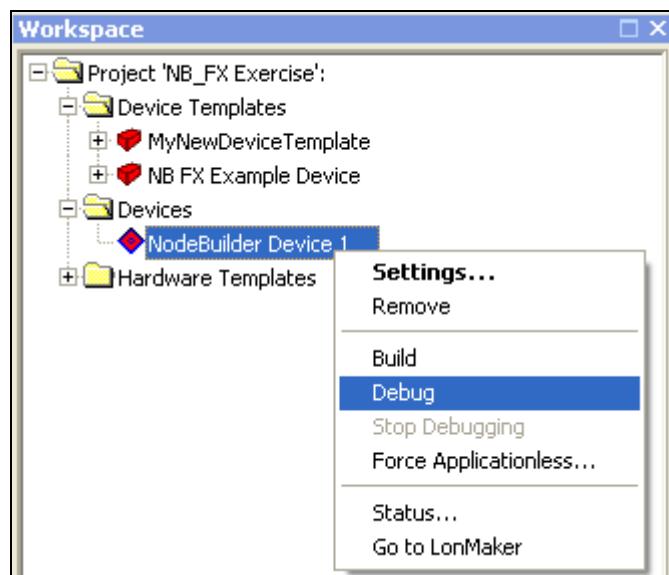 Workspace
Project 'NB_FX Exercise':
Device Templates
MyNewDeviceTemplate
NB FX Example Device
Devices
NodeBuilder Device 1
Hardware Templates
Settings...
Remove
Build
Debug
Stop Debugging
Force Applicationless...
Status...
Go to LonMaker